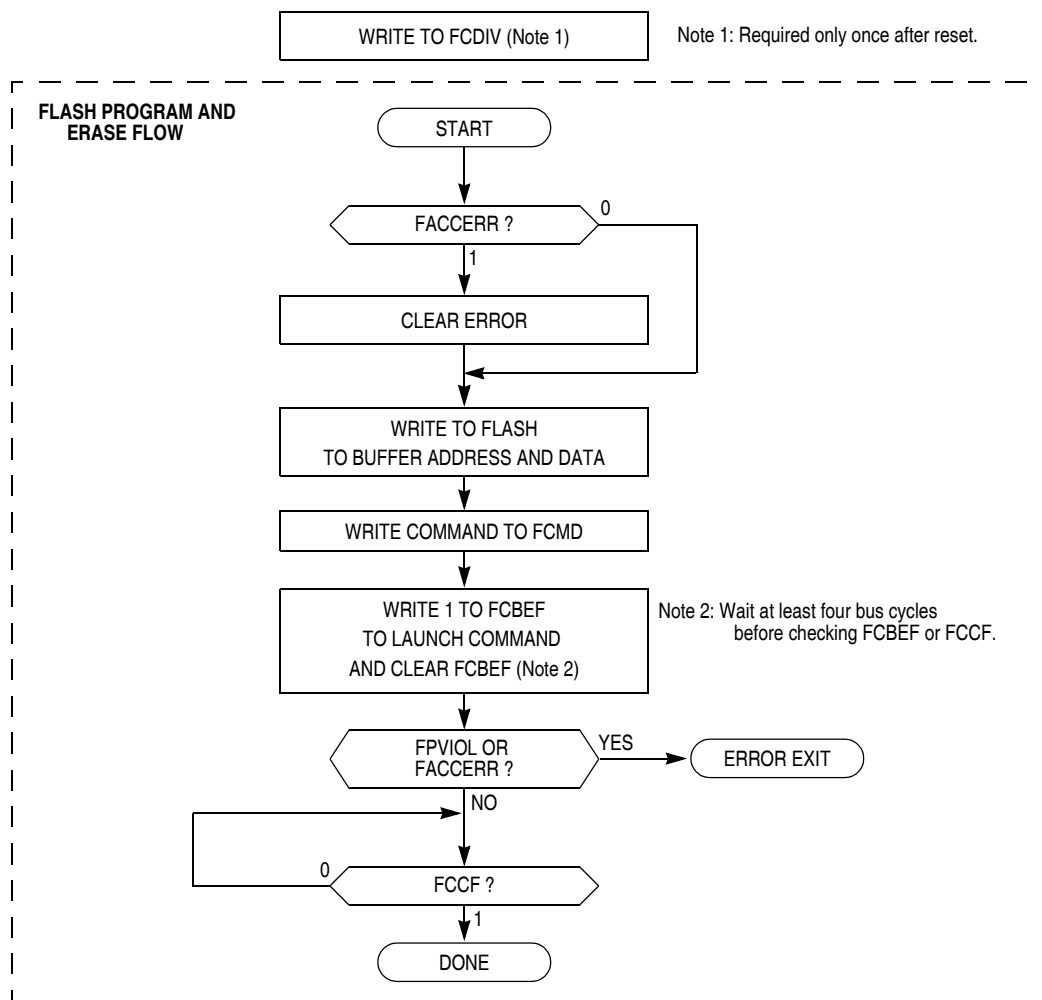 WRITE TO FCDIV (Note 1)
Note 1: Required only once after reset.
FLASH PROGRAM AND
ERASE FLOW
START
FACCERR ?
0
1
CLEAR ERROR
WRITE TO FLASH
TO BUFFER ADDRESS AND DATA
WRITE COMMAND TO FCMD
WRITE 1 TO FCBEF
TO LAUNCH COMMAND
AND CLEAR FCBEF (Note 2)
Note 2: Wait at least four bus cycles
before checking FCBEF or FCCF.
FPVIOL OR
FACCERR ?
YES
ERROR EXIT
NO
0
FCCF ?
1
DONE